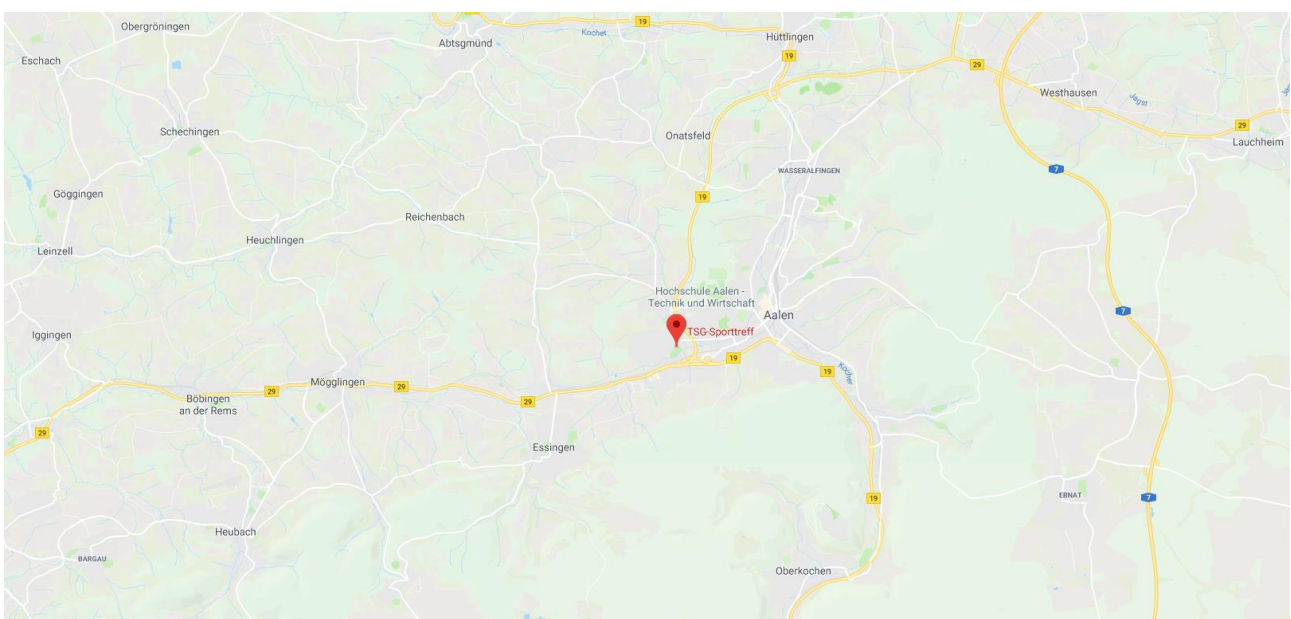 19
Obergröningen
Kocher
Hüttlingen
Abtsgmünd
19
Eschach
29
Westhausen
Jagst
29
Schechingen
Onatsfeld
Lauchheim
7
WASSERALFINGEN
Göggingen
19
Reichenbach
Heuchlingen
Leinzell
Hochschule Aalen -
Technik und Wirtschaft
7
Aalen
TSG-Sporttreff
Iggingen
19
19
Kocher
Mögglingen
29
29
Böbingen
an der Rems
29
29
Essingen
19
EBNAT
7
Heubach
BARGAU
Oberkochen